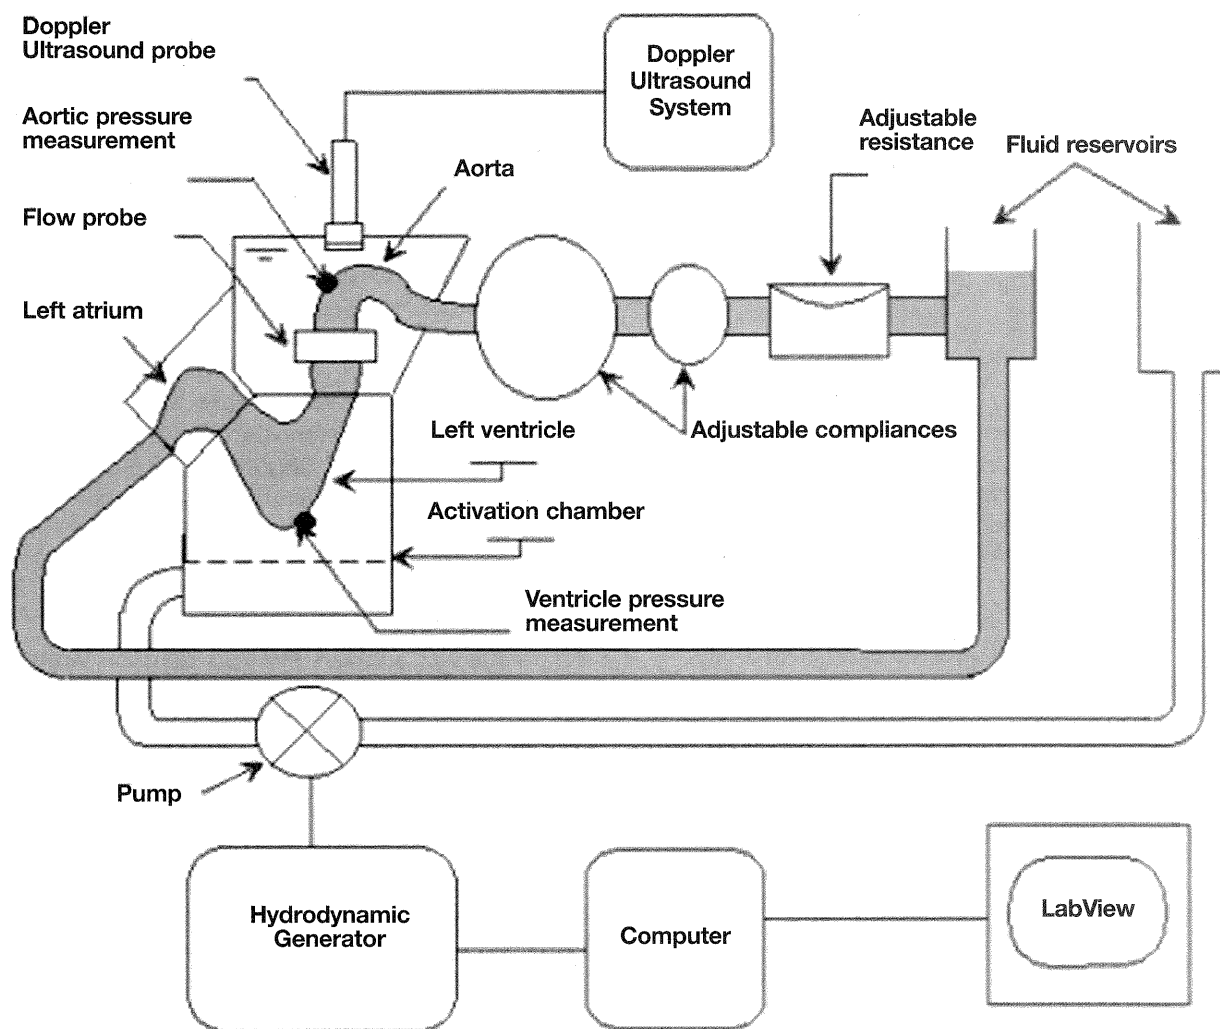 Doppler
Ultrasound probe
Doppler
Ultrasound
System
Aortic pressure
measurement
Adjustable
resistance
Fluid reservoirs
Aorta
Flow probe
Left atrium
Left ventricle
Adjustable compliances
Activation chamber
Ventricle pressure
measurement
Pump
Hydrodynamic
Generator
Computer
LabView